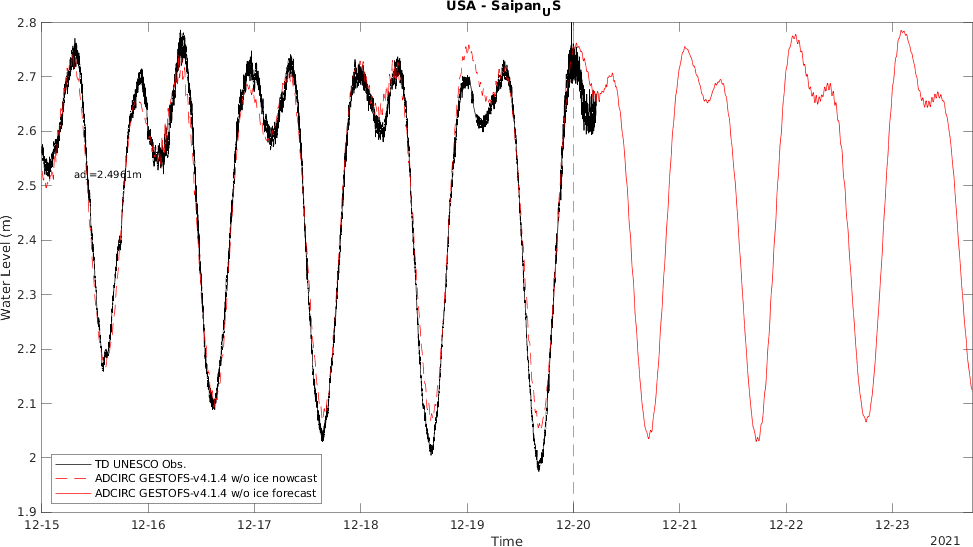 USA - Saipan_US
2.8
2.7
2.6
2.5
2.4
2.3
2.2
2.1
2
1.9
Water Level (m)
adj=2.4961m
TD UNESCO Obs.
ADCIRC GESTOFS-v4.1.4 w/o ice nowcast
ADCIRC GESTOFS-v4.1.4 w/o ice forecast
12-15 12-16 12-17 12-18 12-19 12-20 12-21 12-22 12-23
Time
2021